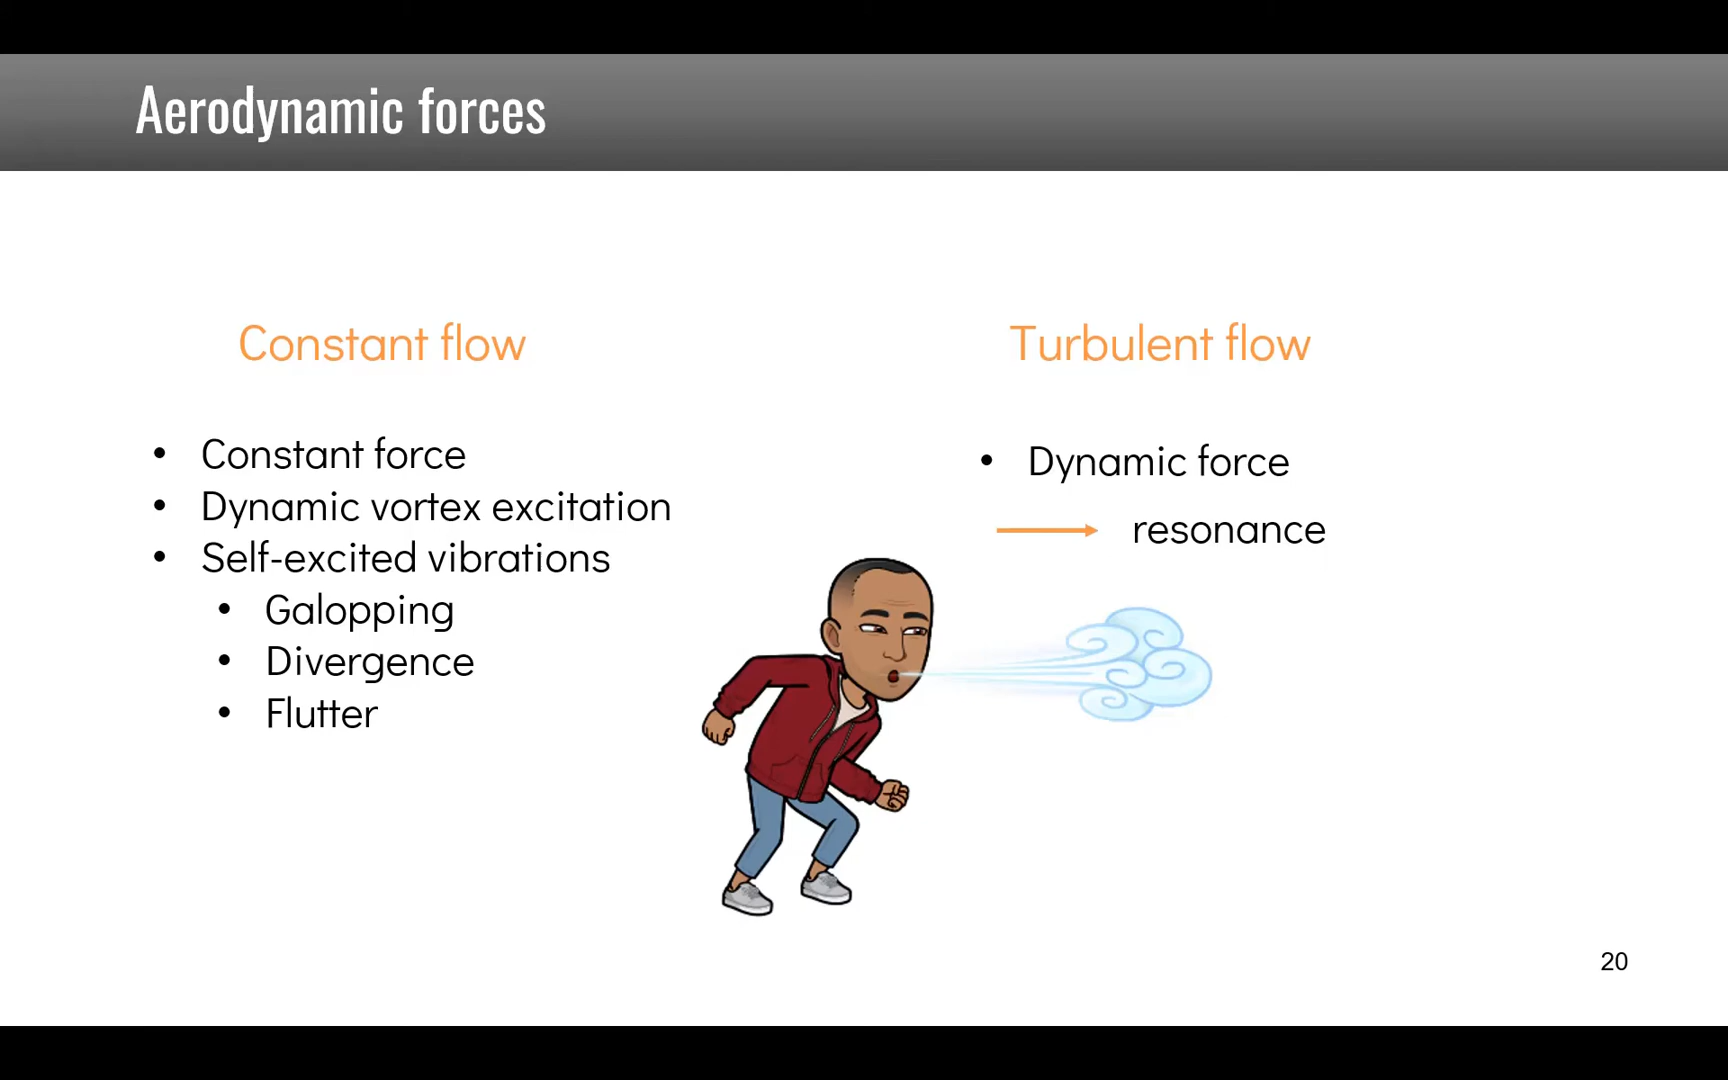 Aerodynamic forces
Constant flow
• Constant force
• Dynamic vortex excitation
• Self-excited vibrations
• Galopping
• Divergence
• Flutter
Turbulent flow
• Dynamic force
resonance
20